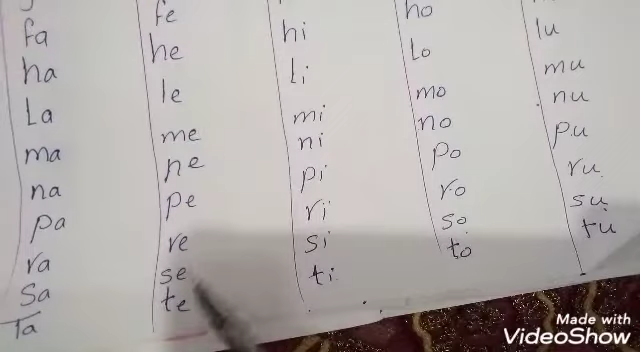 fa
ha
La
ma
na
pa
ra
Sa
Ta
fe
he
le
me
ne
pe
re
se
te
hi
Li
mi
ni
pi
ri
si
ti
ho
Lo
mo
no
po
ro
so
to
lu
mu
nu
pu
ru
su
tu
Made with
VideoShow